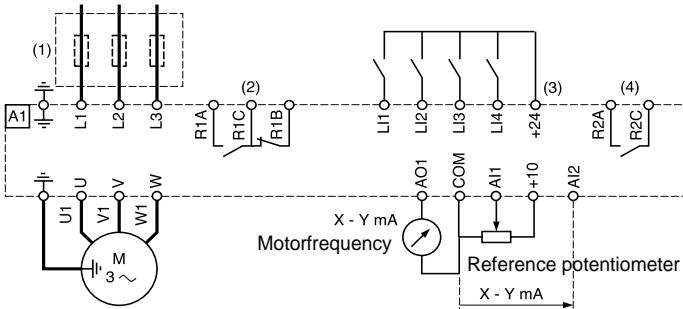 (1)
(2)
(3)
(4)
A1
L1
L2
L3
R1A
R1C
R1B
LI1
LI2
LI3
LI4
+24
R2A
R2C
U
V
W
AO1
COM
AI1
+10
AI2
U1
V1
W1
X - Y mA
Motorfrequency
M
3 ~
Reference potentiometer
X - Y mA